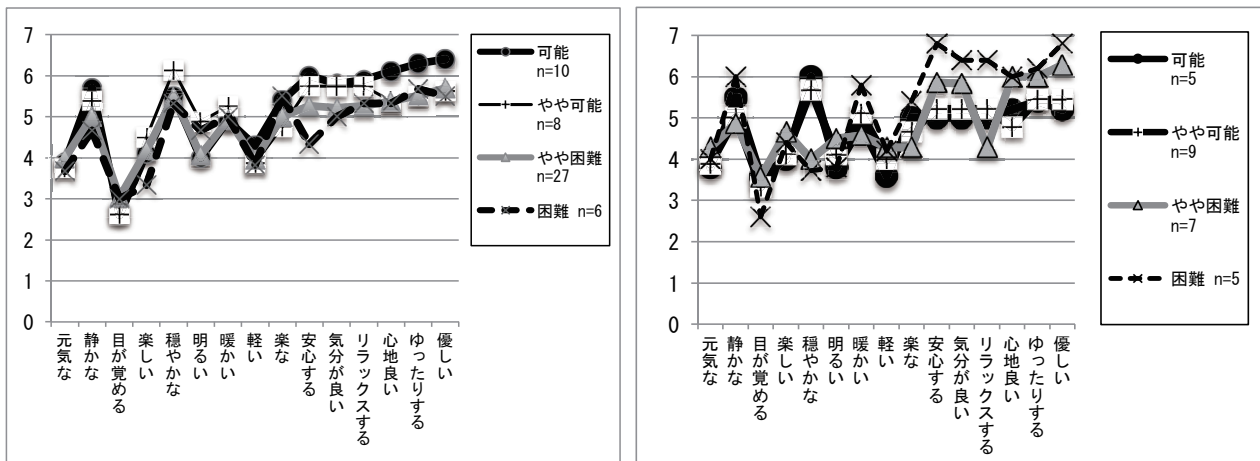 7
6
5
4
3
2
1
0
元気な
静かな
目が覚める
楽しい
穏やかな
明るい
暖かい
軽い
楽な
安心する
気分が良い
リラックスする
心地良い
ゆったりする
優しい
可能
n=10
やや可能
n=8
やや困難
n=27
困難 n=6
7
6
5
4
3
2
1
0
元気な
静かな
目が覚める
楽しい
穏やかな
明るい
暖かい
軽い
楽な
安心する
気分が良い
リラックスする
心地良い
ゆったりする
優しい
可能
n=5
やや可能
n=9
やや困難
n=7
困難 n=5